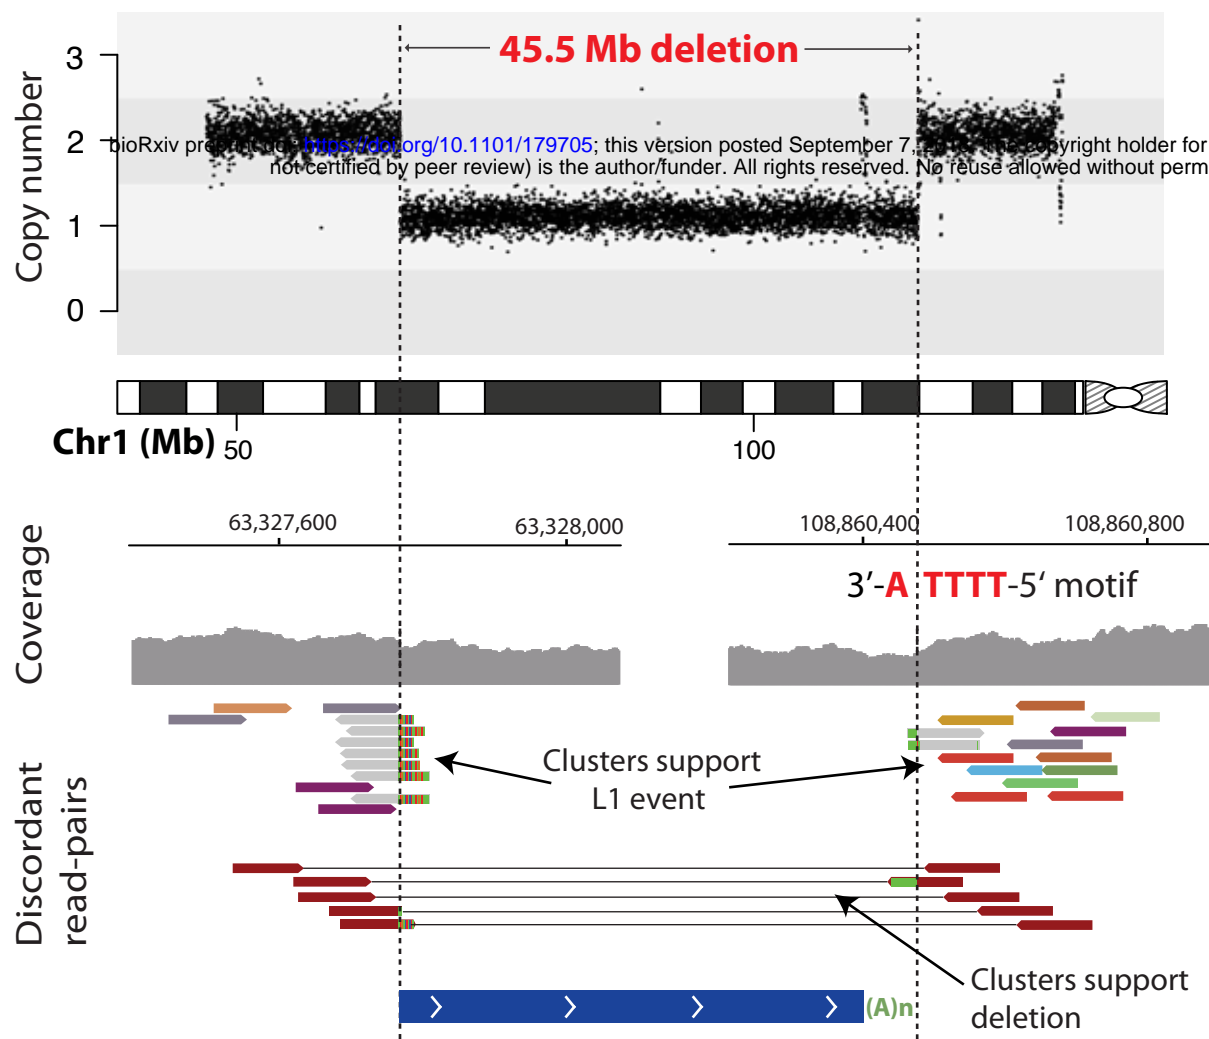 45.5 Mb deletion
Copy number
3
2
1
0
bioRxiv preprint doi: https://doi.org/10.1101/179705; this version posted September 7, The copyright holder for
not certified by peer review) is the author/funder. All rights reserved. No reuse allowed without perm
Chr1 (Mb) 50 100
Coverage
63,327,600 63,328,000 108,860,400 108,860,800
3'-A TTTT-5' motif
Discordant
read-pairs
Clusters support
L1 event
Clusters support
deletion
(A)n